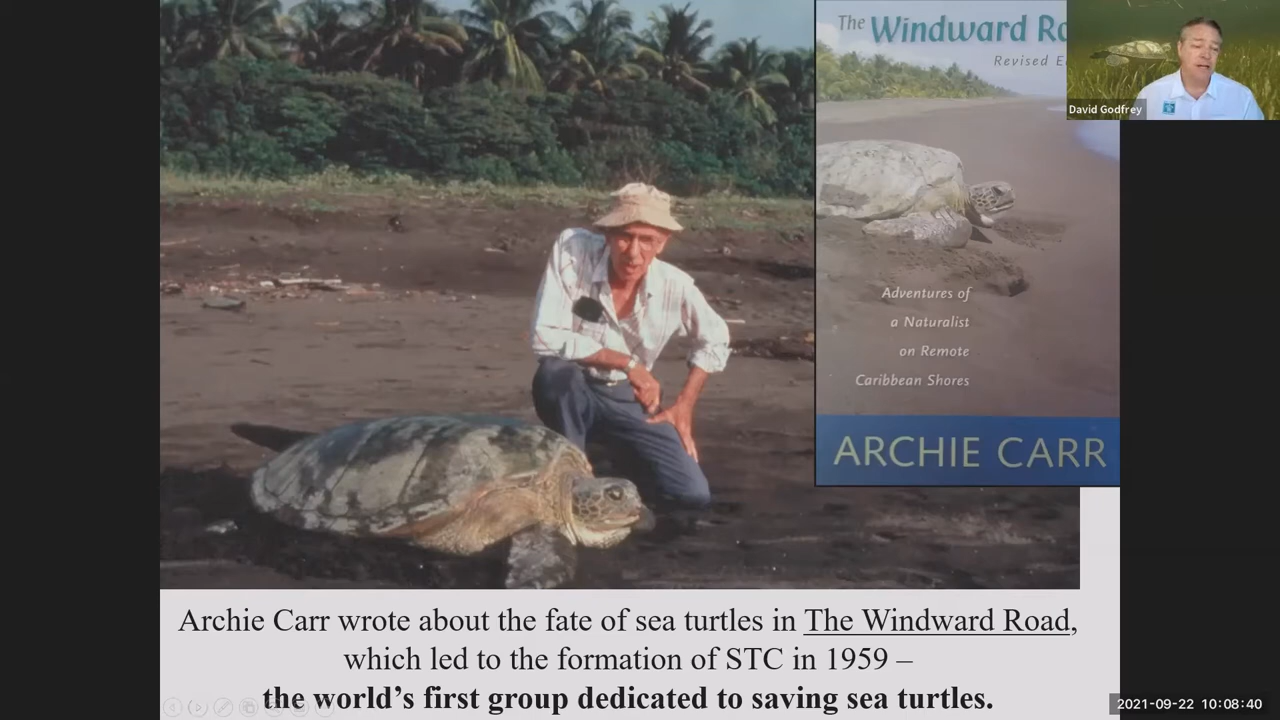 The Windward Ro
Revised E
David Godfrey
Adventures of
a Naturalist
on Remote
Caribbean Shores
ARCHIE CARR
Archie Carr wrote about the fate of sea turtles in The Windward Road,
which led to the formation of STC in 1959 –
the world’s first group dedicated to saving sea turtles.
2021-09-22 10:08:40